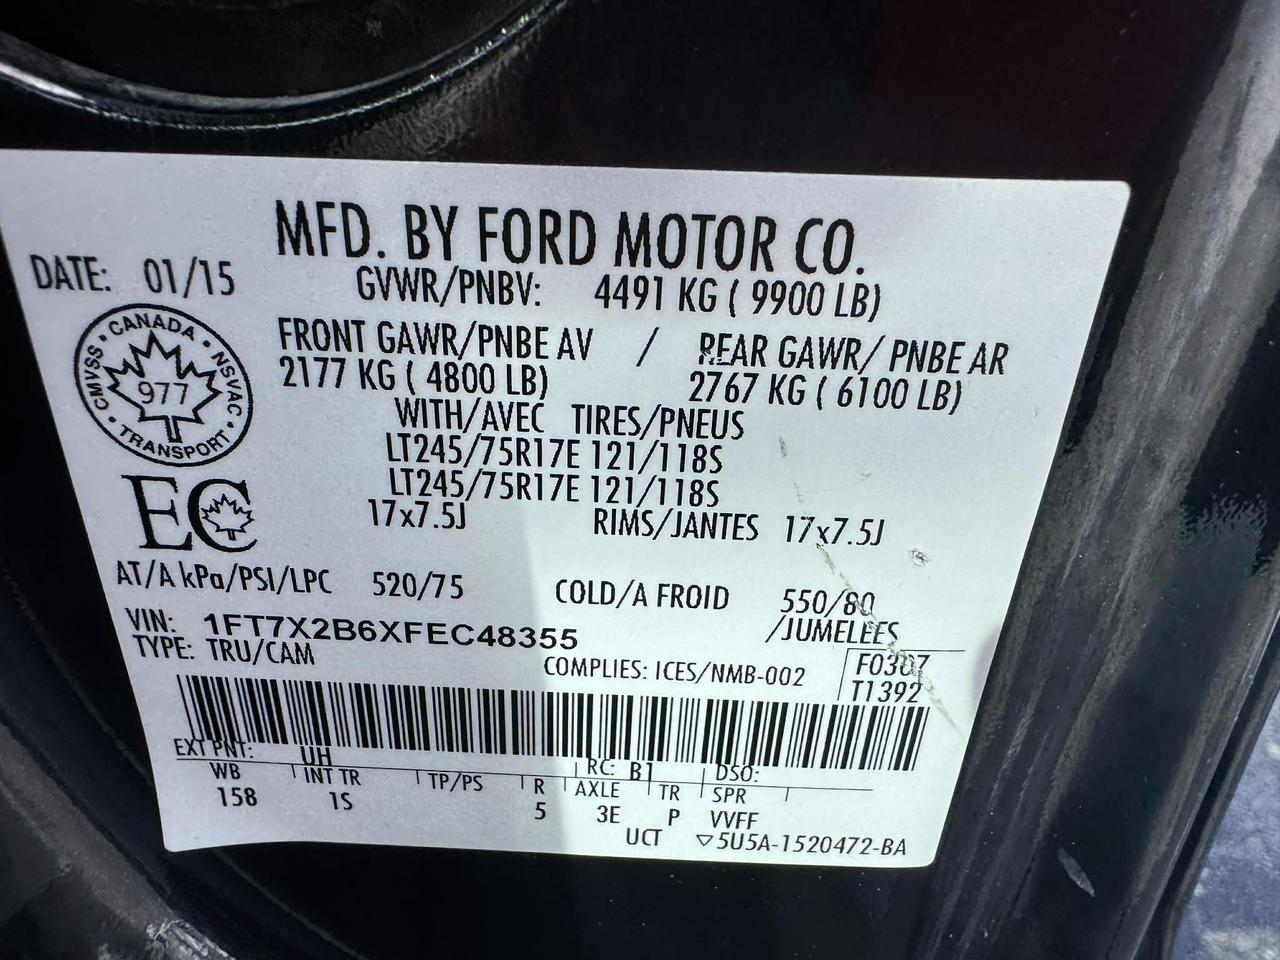 MFD. BY FORD MOTOR CO.
DATE: 01/15
GVWR/PNBV: 4491 KG ( 9900 LB)
FRONT GAWR/PNBE AV / REAR GAWR/ PNBE AR
2177 KG ( 4800 LB) 2767 KG ( 6100 LB)
WITH/AVEC TIRES/PNEUS
LT245/75R17E 121/118S
LT245/75R17E 121/118S
17x7.5J RIMS/JANTES 17x7.5J
CMVSS • CANADA • NSVAC • TRANSPORT •
977
EC
AT/A kPa/PSI/LPC 520/75 COLD/A FROID 550/80
VIN: 1FT7X2B6XFEC48355 /JUMELEES
TYPE: TRU/CAM
COMPLIES: ICES/NMB-002 F0307
T1392
EXT PNT: UH RC: B1 DSO:
WB INT TR TP/PS R AXLE TR SPR
158 1S 5 3E P VVFF
UCT ▽5U5A-1520472-BA